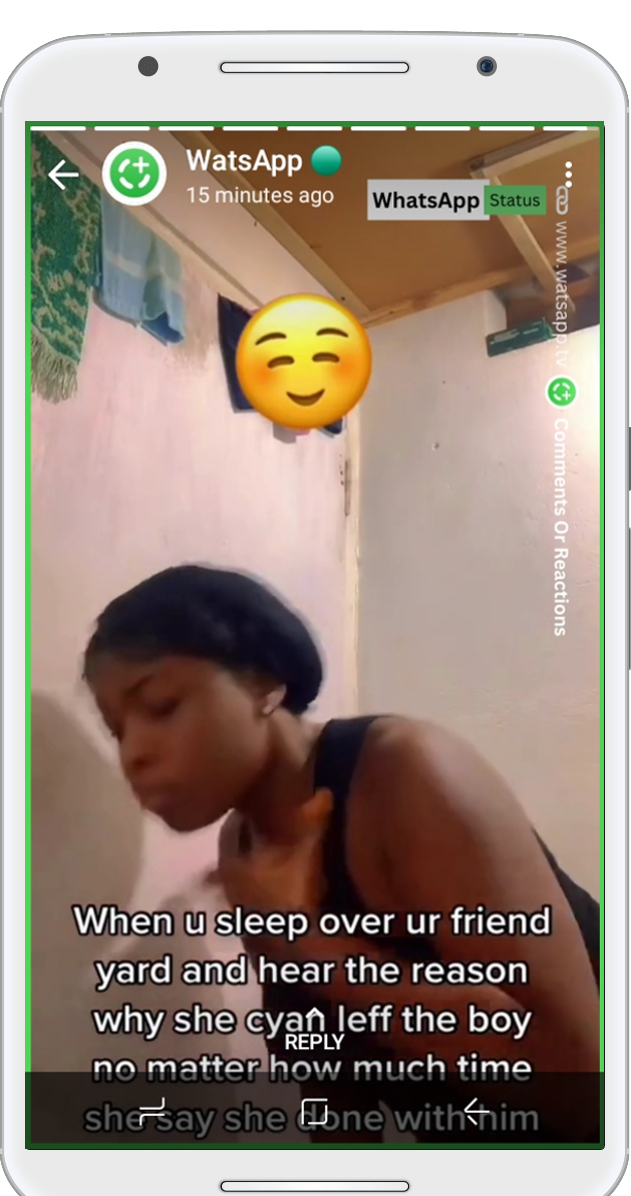 WatsApp
15 minutes ago
WhatsApp Status
www.watsapp.tv
Comments Or Reactions
When u sleep over ur friend
yard and hear the reason
why she cyan leff the boy
REPLY
no matter how much time
she say she done with him